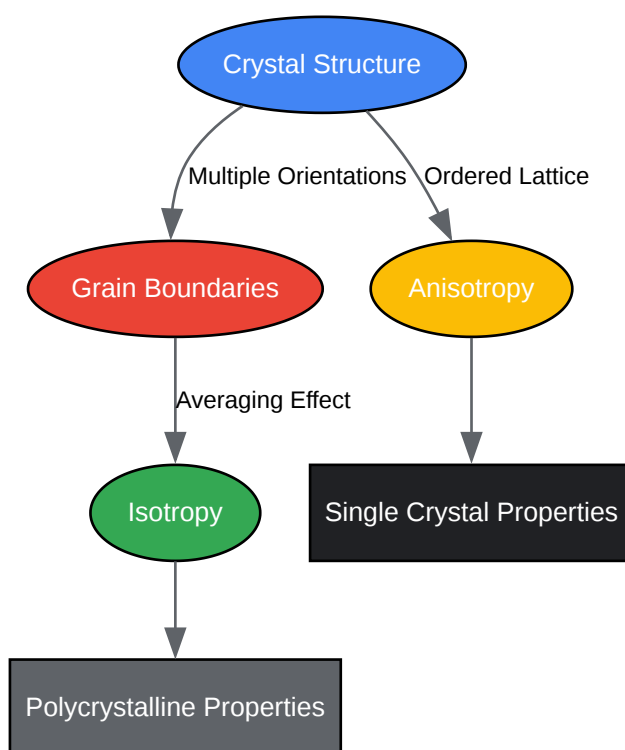 Crystal Structure
Multiple Orientations
Ordered Lattice
Grain Boundaries
Anisotropy
Averaging Effect
Isotropy
Single Crystal Properties
Polycrystalline Properties